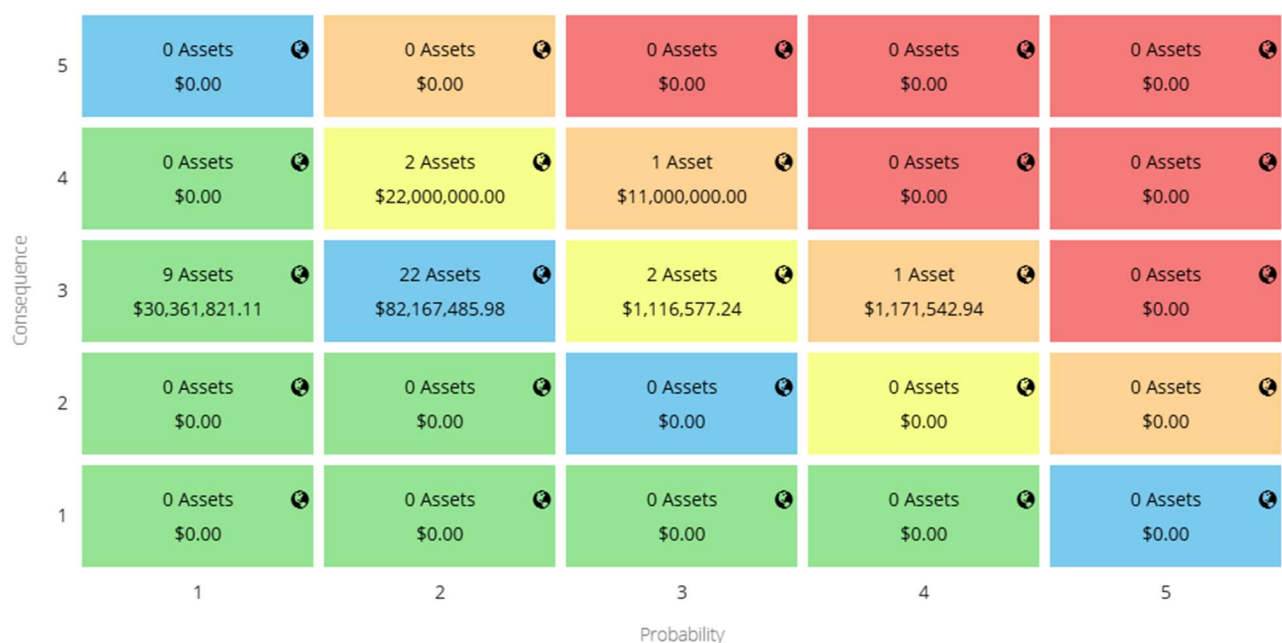 5
0 Assets
$0.00
0 Assets
$0.00
0 Assets
$0.00
0 Assets
$0.00
0 Assets
$0.00
4
0 Assets
$0.00
2 Assets
$22,000,000.00
1 Asset
$11,000,000.00
0 Assets
$0.00
0 Assets
$0.00
Consequence
3
9 Assets
$30,361,821.11
22 Assets
$82,167,485.98
2 Assets
$1,116,577.24
1 Asset
$1,171,542.94
0 Assets
$0.00
2
0 Assets
$0.00
0 Assets
$0.00
0 Assets
$0.00
0 Assets
$0.00
0 Assets
$0.00
1
0 Assets
$0.00
0 Assets
$0.00
0 Assets
$0.00
0 Assets
$0.00
0 Assets
$0.00
1 2 3 4 5
Probability